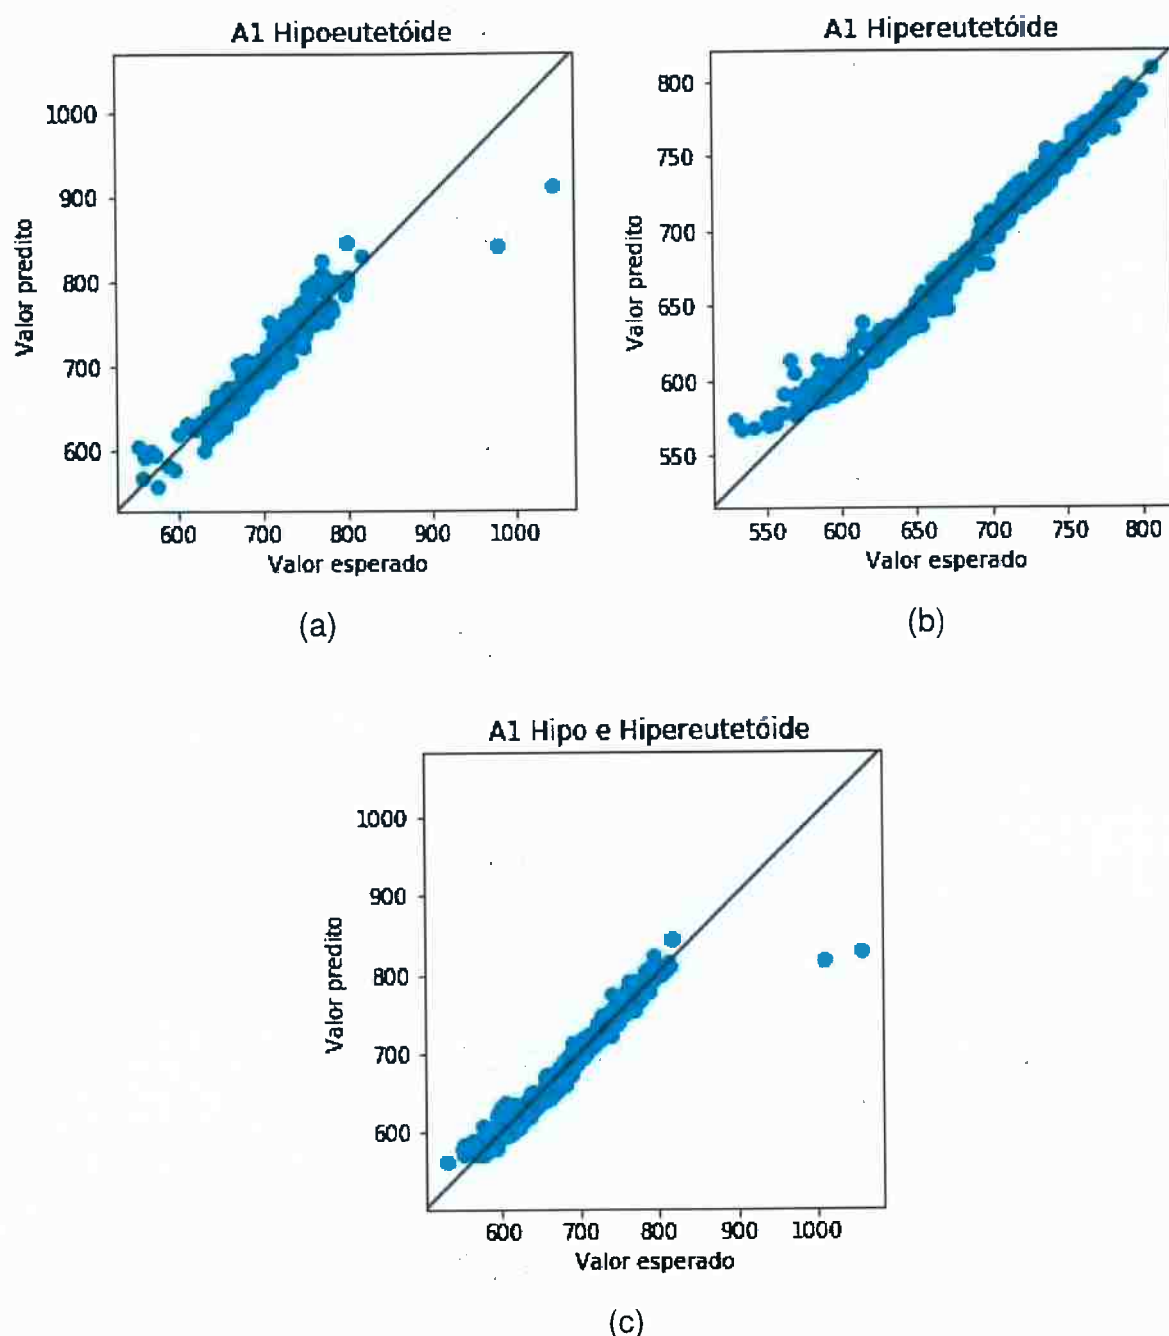 A1 Hipoeutetóide
1000
900
800
700
600
Valor predito
600 700 800 900 1000
Valor esperado
(a)
A1 Hipereutetóide
800
750
700
650
600
550
Valor predito
550 600 650 700 750 800
Valor esperado
(b)
A1 Hipo e Hipereutetóide
1000
900
800
700
600
Valor predito
600 700 800 900 1000
Valor esperado
(c)